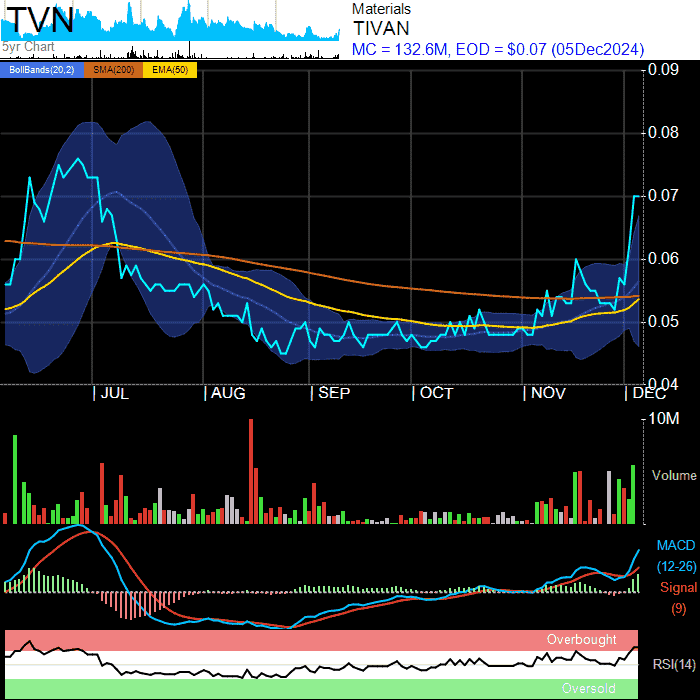 TVN
5yr Chart
Materials
TIVAN
MC = 132.6M, EOD = $0.07 (05Dec2024)
BollBands(20,2) SMA(200) EMA(50)
0.09
0.08
0.07
0.06
0.05
0.04
| JUL | AUG | SEP | OCT | NOV | DEC
10M
Volume
MACD
(12-26)
Signal
(9)
Overbought
RSI(14)
Oversold